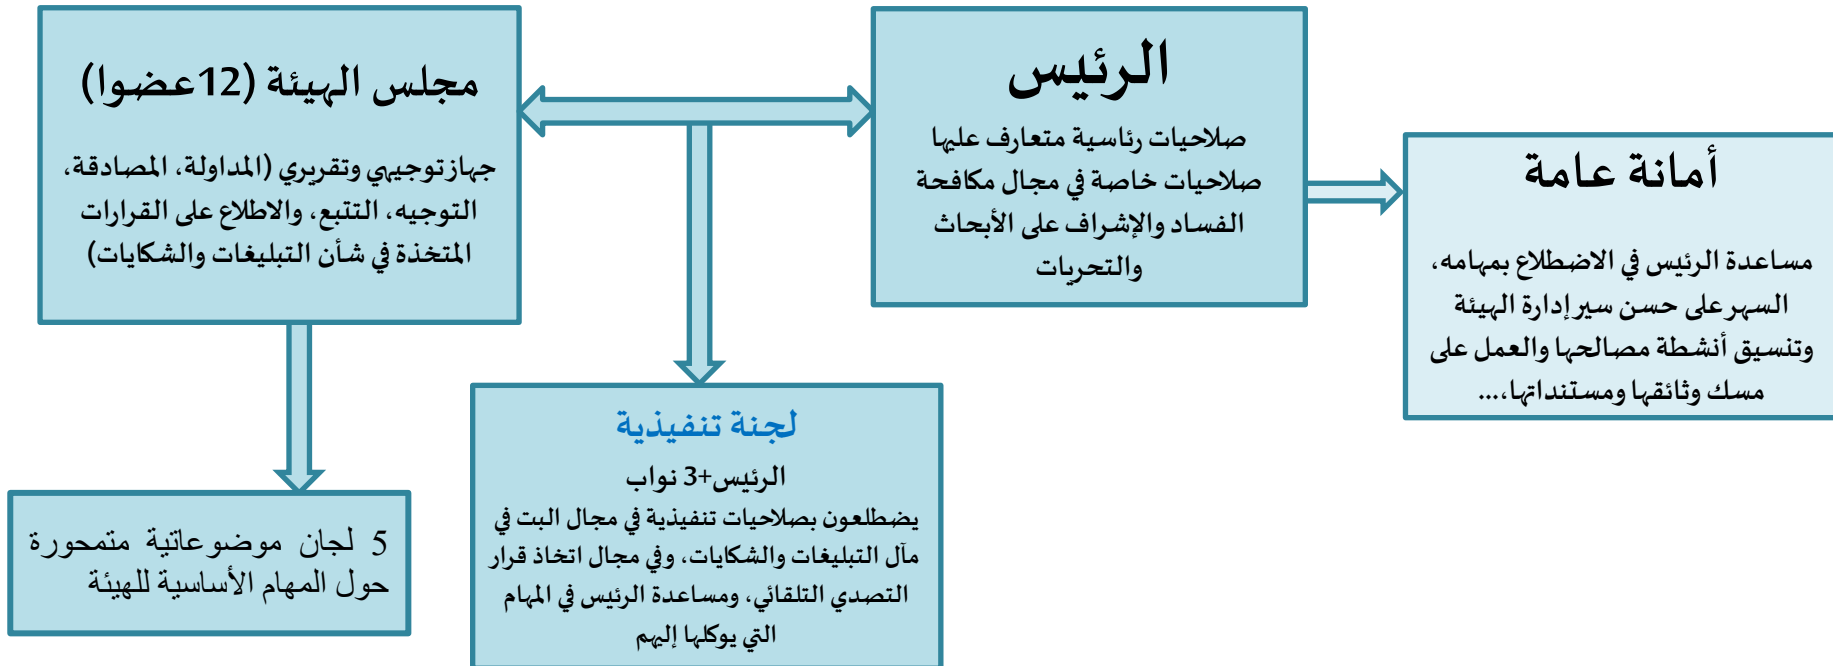 الرئيس
صلاحيات رئاسية متعارف عليها
صلاحيات خاصة في مجال مكافحة
الفساد والإشراف على الأبحاث
والتحريات
مجلس الهيئة (12عضوا)
جهاز توجيهي وتقريري (المداولة، المصادقة،
التوجيه، التتبع، والاطلاع على القرارات
المتخذة في شأن التبليغات والشكايات)
أمانة عامة
مساعدة الرئيس في الاضطلاع بمهامه،
السهر على حسن سير إدارة الهيئة
وتنسيق أنشطة مصالحها والعمل على
مسك وثائقها ومستنداتها،...
لجنة تنفيذية
الرئيس+3 نواب
يضطلعون بصلاحيات تنفيذية في مجال البت في
مآل التبليغات والشكايات، وفي مجال اتخاذ قرار
التصدي التلقائي، ومساعدة الرئيس في المهام
التي يوكلها إليهم
5 لجان موضوعاتية متمحورة
حول المهام الأساسية للهيئة